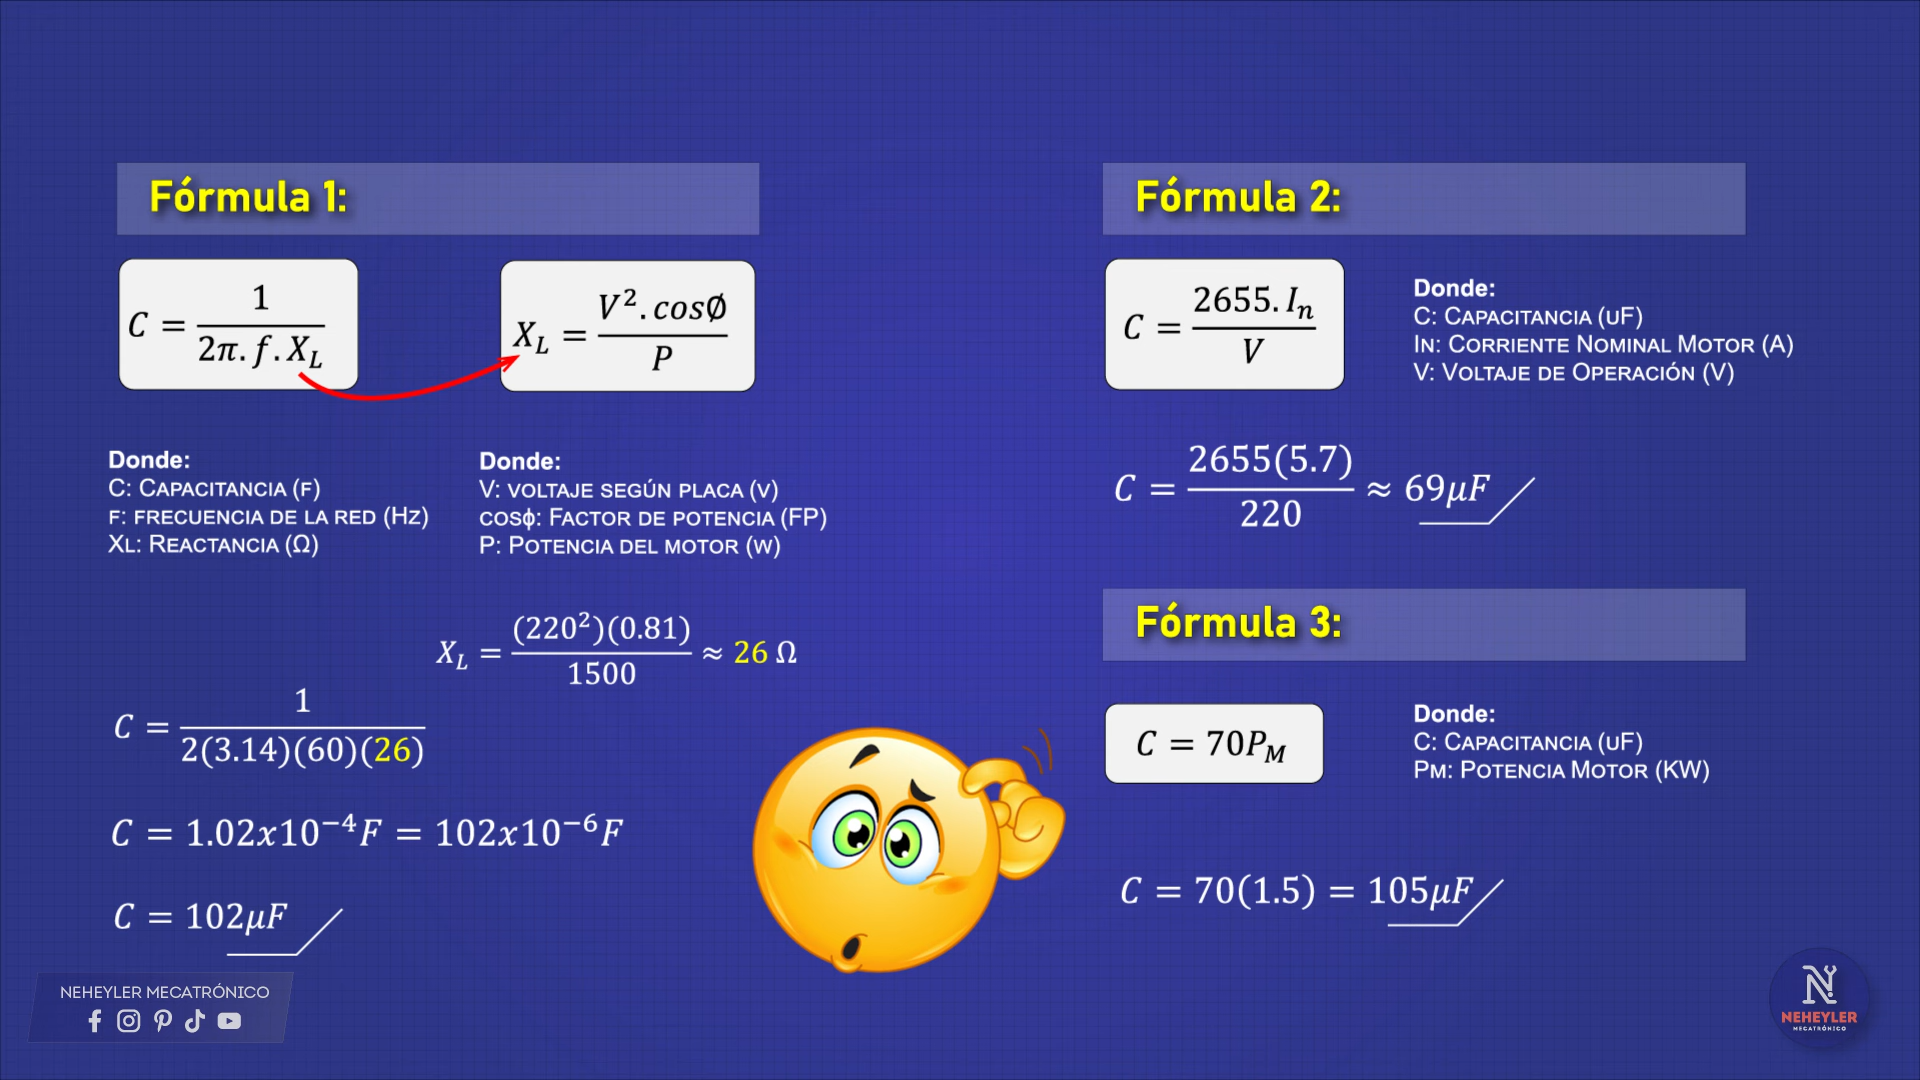 Fórmula 1:
C = 1 / 2π. f . X_L
X_L = V². cosØ / P
Donde:
C: CAPACITANCIA (F)
F: FRECUENCIA DE LA RED (Hz)
XL: REACTANCIA (Ω)
Donde:
V: VOLTAJE SEGÚN PLACA (V)
COSϕ: FACTOR DE POTENCIA (FP)
P: POTENCIA DEL MOTOR (W)
X_L = (220²)(0.81) / 1500 ≈ 26 Ω
C = 1 / 2(3.14)(60)(26)
C = 1.02x10⁻⁴F = 102x10⁻⁶F
C = 102μF
Fórmula 2:
C = 2655. I_n / V
Donde:
C: CAPACITANCIA (UF)
IN: CORRIENTE NOMINAL MOTOR (A)
V: VOLTAJE DE OPERACIÓN (V)
C = 2655(5.7) / 220 ≈ 69μF
Fórmula 3:
C = 70P_M
Donde:
C: CAPACITANCIA (UF)
PM: POTENCIA MOTOR (KW)
C = 70(1.5) = 105μF
NEHEYLER MECATRÓNICO
N
NEHEYLER
MECATRÓNICO